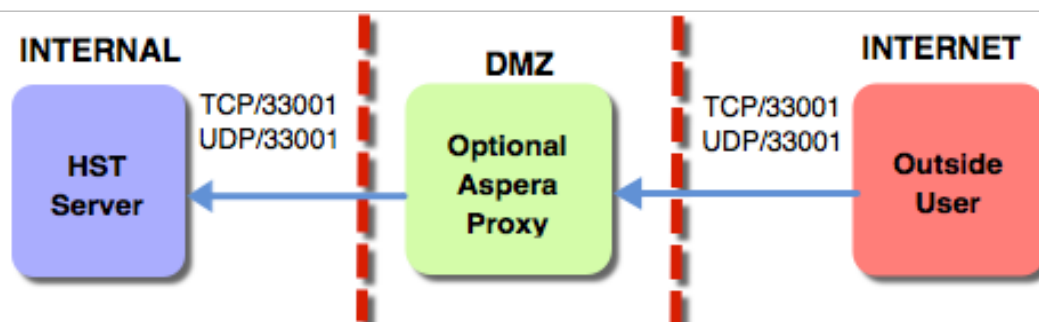 INTERNAL
TCP/33001
UDP/33001
HST
Server
DMZ
Optional
Aspera
Proxy
INTERNET
TCP/33001
UDP/33001
Outside
User